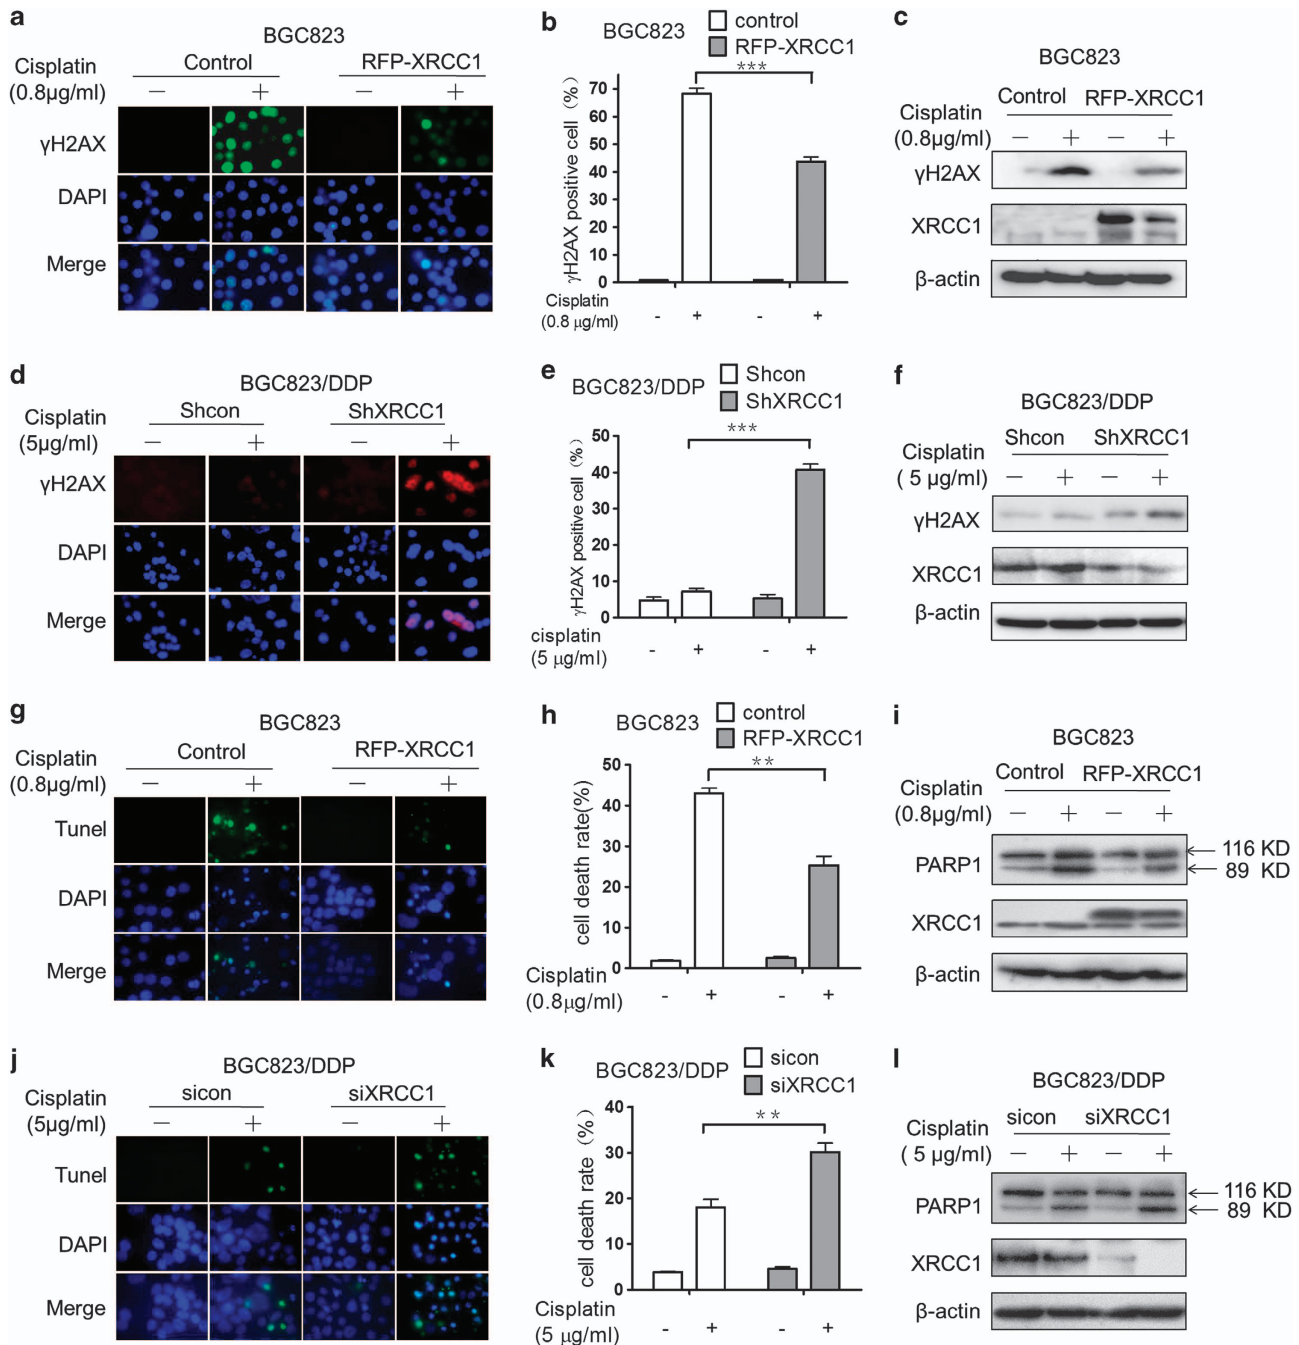 a
BGC823
Cisplatin
(0.8μg/ml)
Control
RFP-XRCC1
− + − +
γH2AX
DAPI
Merge
b
BGC823
control
RFP-XRCC1
γH2AX positive cell (%)
70
60
50
40
30
20
10
0
***
Cisplatin
(0.8 μg/ml)
- + - +
c
BGC823
Cisplatin
(0.8μg/ml)
Control RFP-XRCC1
− + − +
γH2AX
XRCC1
β-actin
d
BGC823/DDP
Cisplatin
(5μg/ml)
Shcon
ShXRCC1
− + − +
γH2AX
DAPI
Merge
e
BGC823/DDP
Shcon
ShXRCC1
γH2AX positive cell (%)
50
40
30
20
10
0
***
cisplatin
(5 μg/ml)
- + - +
f
BGC823/DDP
Cisplatin
( 5 μg/ml)
Shcon ShXRCC1
− + − +
γH2AX
XRCC1
β-actin
g
BGC823
Cisplatin
(0.8μg/ml)
Control
RFP-XRCC1
− + − +
Tunel
DAPI
Merge
h
BGC823
control
RFP-XRCC1
cell death rate(%)
50
40
30
20
10
0
**
Cisplatin
(0.8μg/ml)
- + - +
i
BGC823
Cisplatin
(0.8μg/ml)
Control RFP-XRCC1
− + − +
PARP1
116 KD
89 KD
XRCC1
β-actin
j
BGC823/DDP
Cisplatin
(5μg/ml)
sicon
siXRCC1
− + − +
Tunel
DAPI
Merge
k
BGC823/DDP
sicon
siXRCC1
cell death rate (%)
40
30
20
10
0
**
Cisplatin
(5 μg/ml)
- + - +
l
BGC823/DDP
Cisplatin
( 5 μg/ml)
sicon siXRCC1
− + − +
PARP1
116 KD
89 KD
XRCC1
β-actin